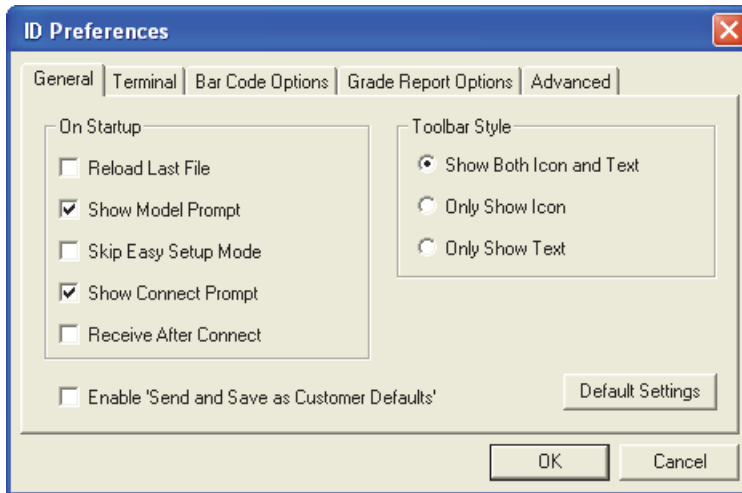 ID Preferences
General
Terminal
Bar Code Options
Grade Report Options
Advanced
On Startup
Reload Last File
Show Model Prompt
Skip Easy Setup Mode
Show Connect Prompt
Receive After Connect
Toolbar Style
Show Both Icon and Text
Only Show Icon
Only Show Text
Enable 'Send and Save as Customer Defaults'
Default Settings
OK
Cancel